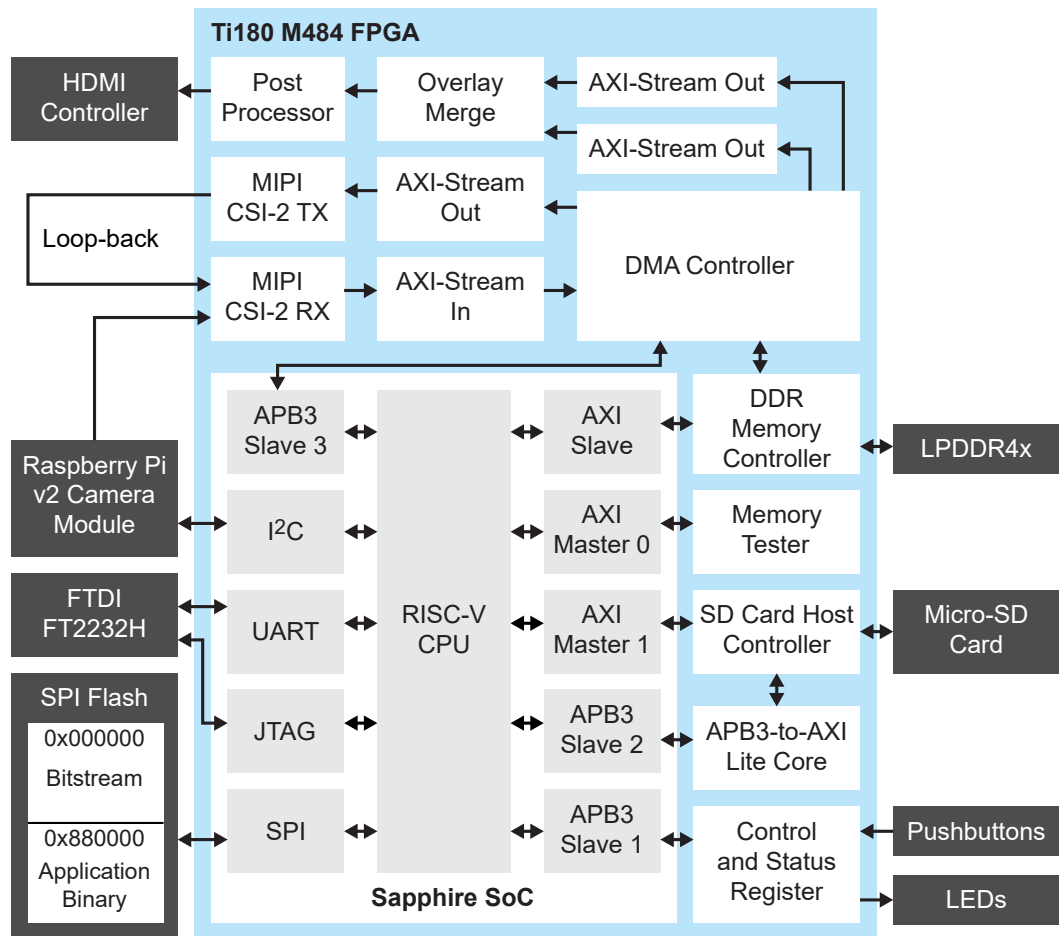 Ti180 M484 FPGA
HDMI
Controller
Post
Processor
Overlay
Merge
AXI-Stream Out
AXI-Stream Out
MIPI
CSI-2 TX
AXI-Stream
Out
Loop-back
DMA Controller
MIPI
CSI-2 RX
AXI-Stream
In
APB3
Slave 3
AXI
Slave
DDR
Memory
Controller
LPDDR4x
Raspberry Pi
v2 Camera
Module
I²C
AXI
Master 0
Memory
Tester
FTDI
FT2232H
UART
RISC-V
CPU
AXI
Master 1
SD Card Host
Controller
Micro-SD
Card
SPI Flash
0x000000
Bitstream
0x880000
Application
Binary
JTAG
APB3
Slave 2
APB3-to-AXI
Lite Core
SPI
APB3
Slave 1
Control
and Status
Register
Pushbuttons
LEDs
Sapphire SoC